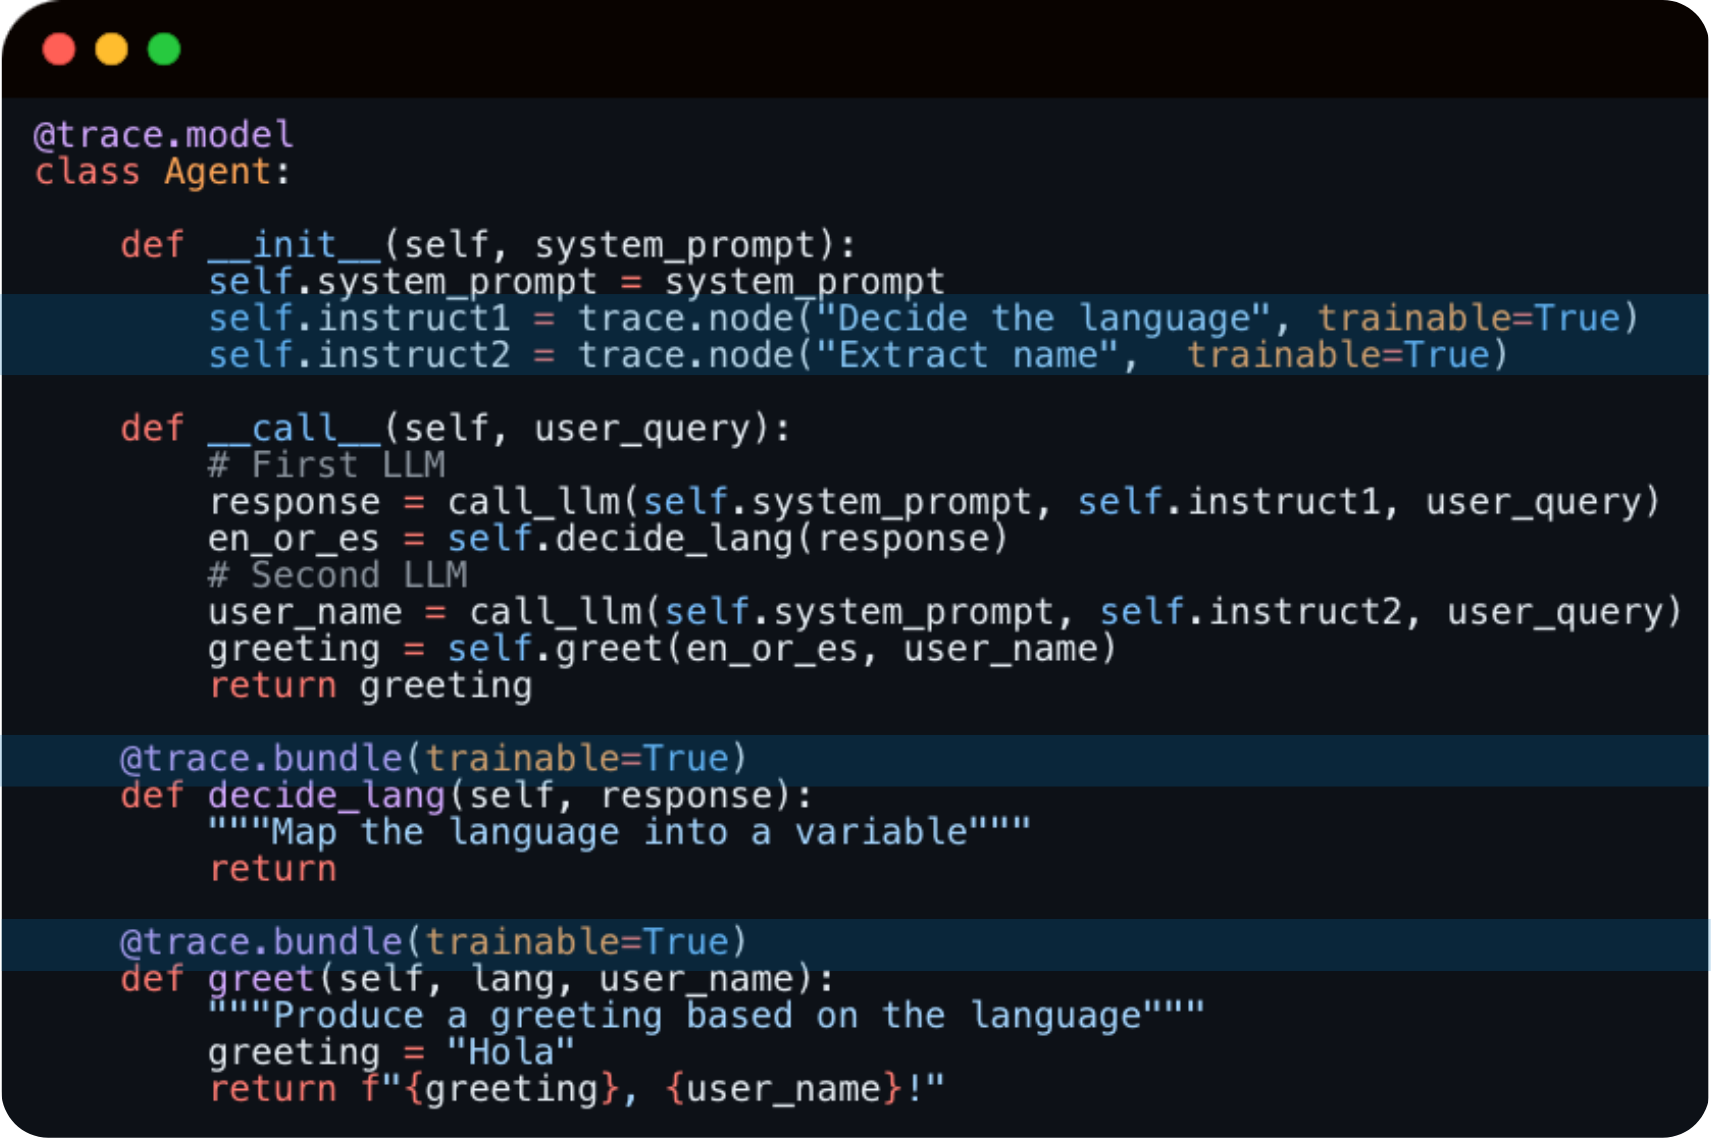 @trace.model
class Agent:
    def __init__(self, system_prompt):
        self.system_prompt = system_prompt
        self.instruct1 = trace.node("Decide the language", trainable=True)
        self.instruct2 = trace.node("Extract name",  trainable=True)
    def __call__(self, user_query):
        # First LLM
        response = call_llm(self.system_prompt, self.instruct1, user_query)
        en_or_es = self.decide_lang(response)
        # Second LLM
        user_name = call_llm(self.system_prompt, self.instruct2, user_query)
        greeting = self.greet(en_or_es, user_name)
        return greeting
    @trace.bundle(trainable=True)
    def decide_lang(self, response):
        """Map the language into a variable"""
        return
    @trace.bundle(trainable=True)
    def greet(self, lang, user_name):
        """Produce a greeting based on the language"""
        greeting = "Hola"
        return f"{greeting}, {user_name}!"